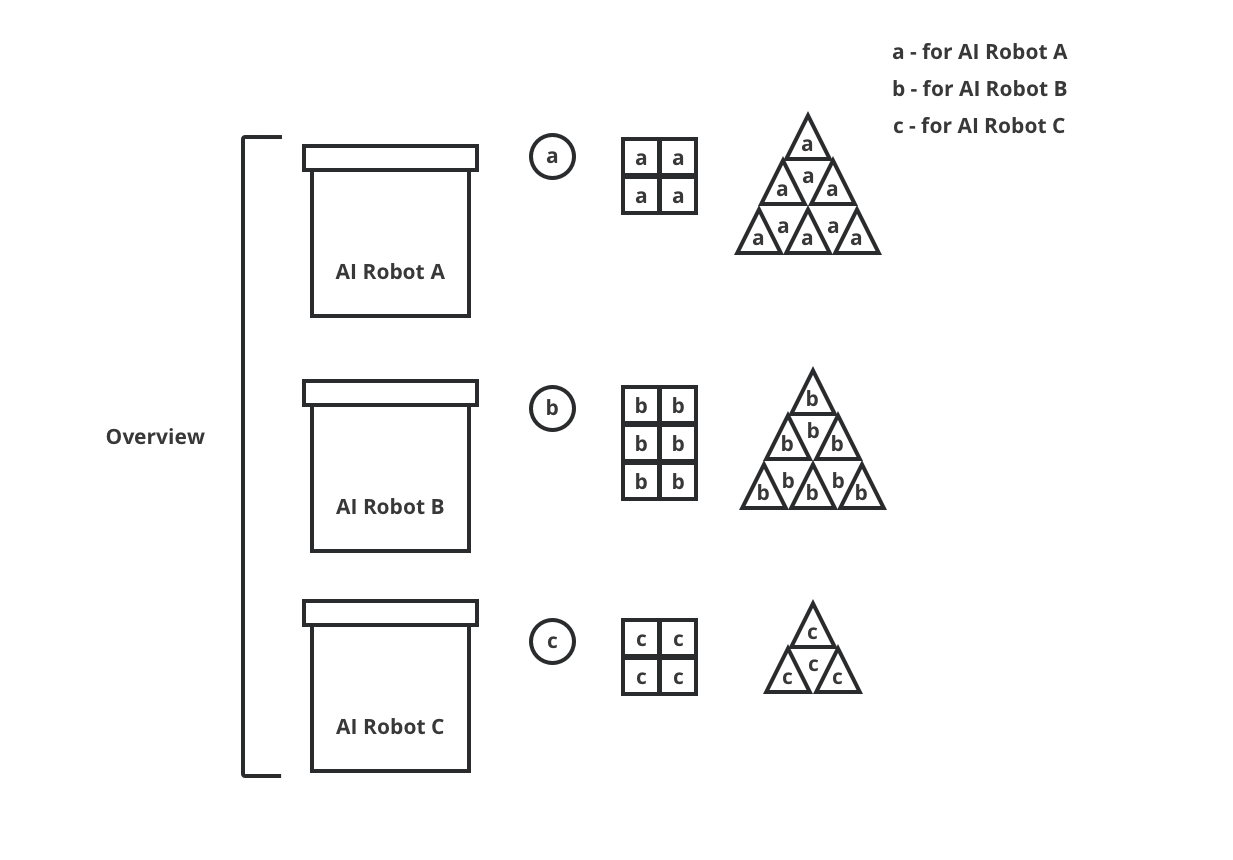 a - for AI Robot A
b - for AI Robot B
c - for AI Robot C
Overview
AI Robot A
a
a a
a a
a
a a a
a a a a a
AI Robot B
b
b b
b b
b b
b
b b b
b b b b b
AI Robot C
c
c c
c c
c
c c c